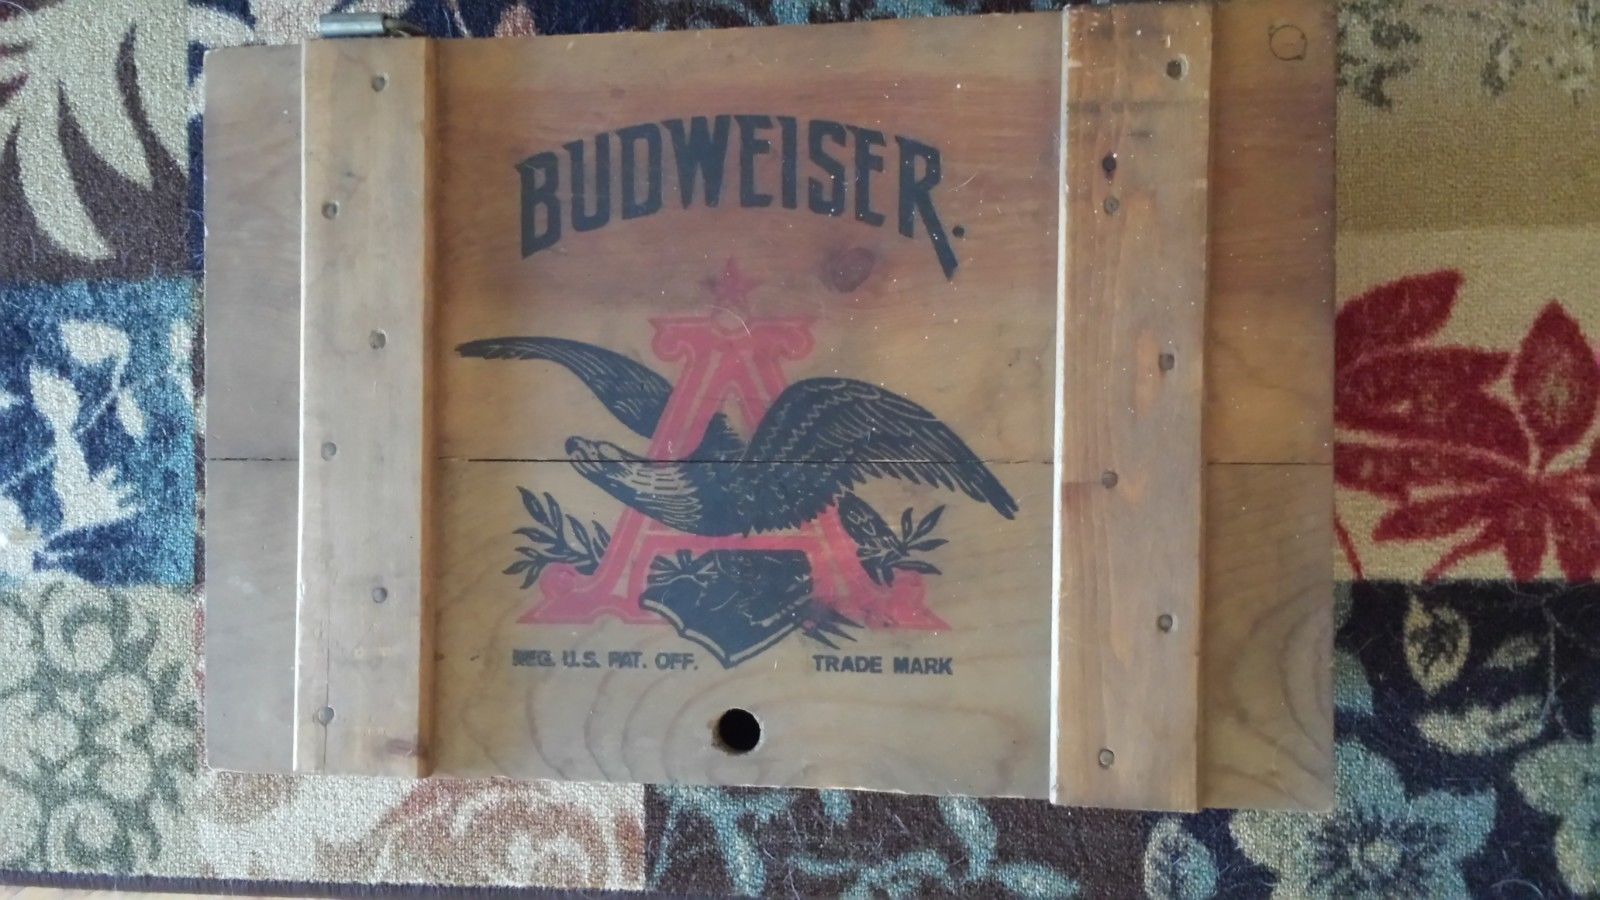 BUDWEISER.
A
REG. U.S. PAT. OFF. TRADE MARK